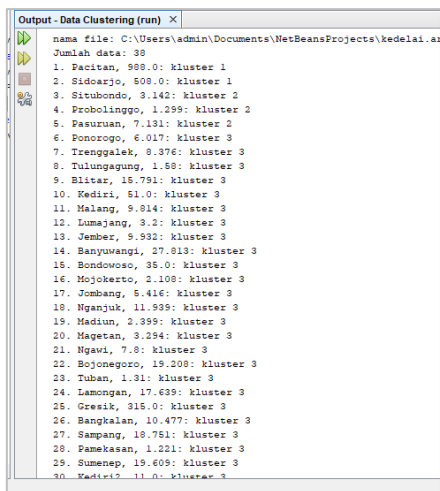 Output - Data Clustering (run) ×
nama file: C:\Users\admin\Documents\NetBeansProjects\kedelai.ar
Jumlah data: 38
1. Pacitan, 988.0: kluster 1
2. Sidoarjo, 508.0: kluster 1
3. Situbondo, 3.142: kluster 2
4. Probolinggo, 1.299: kluster 2
5. Pasuruan, 7.131: kluster 2
6. Ponorogo, 6.017: kluster 3
7. Trenggalek, 8.376: kluster 3
8. Tulungagung, 1.58: kluster 3
9. Blitar, 15.791: kluster 3
10. Kediri, 51.0: kluster 3
11. Malang, 9.814: kluster 3
12. Lumajang, 3.2: kluster 3
13. Jember, 9.932: kluster 3
14. Banyuwangi, 27.813: kluster 3
15. Bondowoso, 35.0: kluster 3
16. Mojokerto, 2.108: kluster 3
17. Jombang, 5.416: kluster 3
18. Nganjuk, 11.939: kluster 3
19. Madiun, 2.399: kluster 3
20. Magetan, 3.294: kluster 3
21. Ngawi, 7.8: kluster 3
22. Bojonegoro, 19.208: kluster 3
23. Tuban, 1.31: kluster 3
24. Lamongan, 17.639: kluster 3
25. Gresik, 315.0: kluster 3
26. Bangkalan, 10.477: kluster 3
27. Sampang, 18.751: kluster 3
28. Pamekasan, 1.221: kluster 3
29. Sumenep, 19.609: kluster 3
30. Kediri2, 11.0: kluster 3